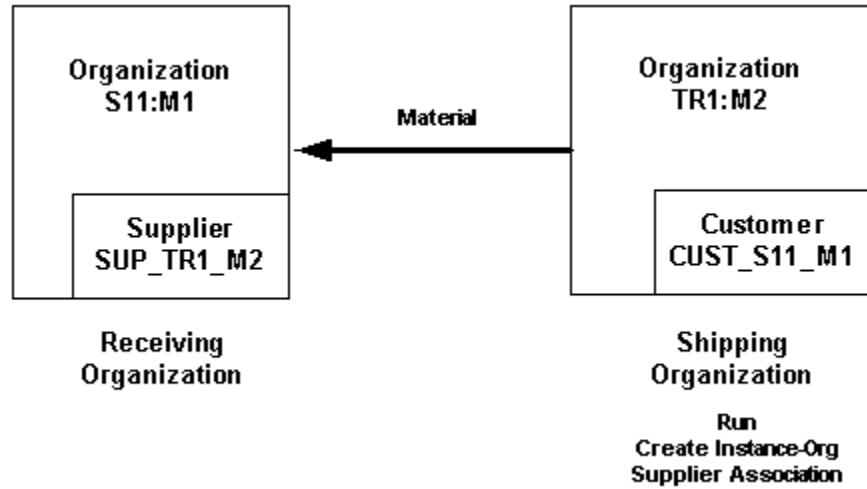 Organization
S11:M1
Supplier
SUP_TR1_M2
Receiving
Organization
Material
Organization
TR1:M2
Customer
CUST_S11_M1
Shipping
Organization
Run
Create Instance-Org
Supplier Association